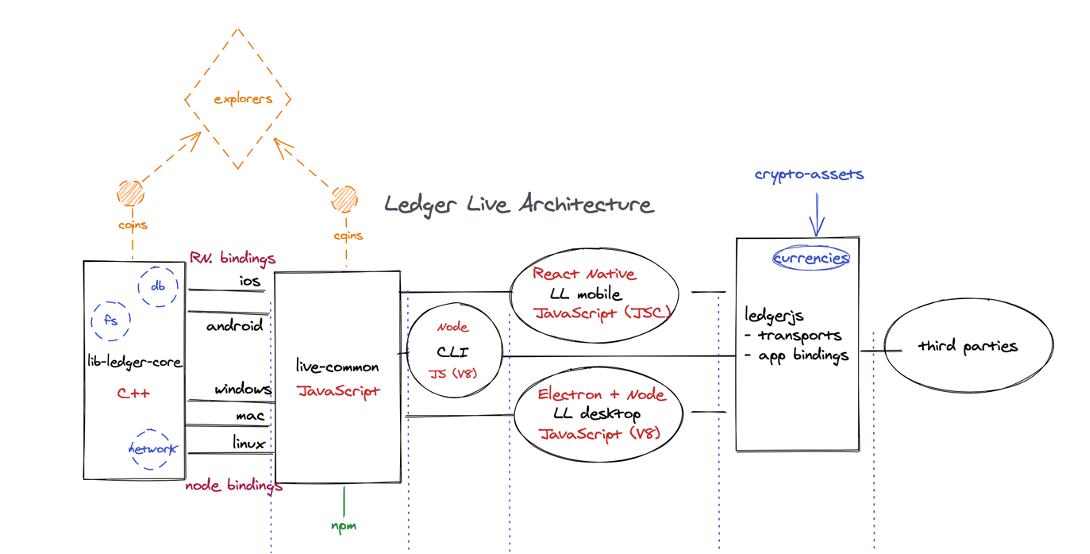 explorers
crypto-assets
Ledger Live Architecture
coins
coins
RN. bindings
currencies
db
ios
React Native
LL mobile
JavaScript (JSC)
fs
android
ledgerjs
- transports
- app bindings
Node
CLI
JS (V8)
third parties
lib-ledger-core
C++
live-common
JavaScript
windows
mac
linux
Electron + Node
LL desktop
JavaScript (V8)
network
node bindings
npm